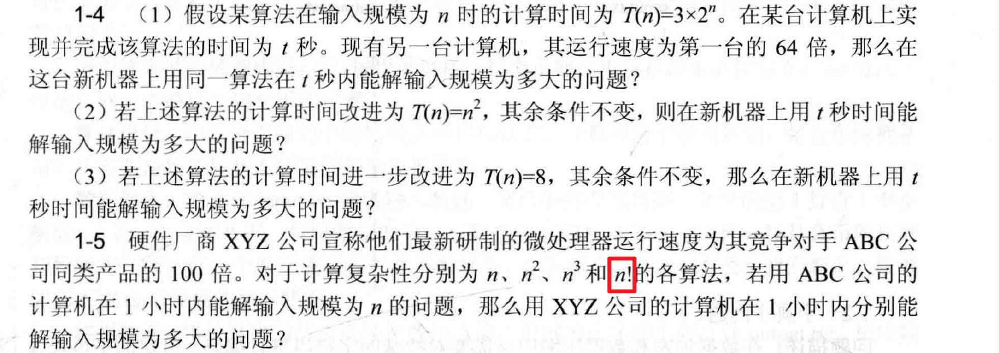 1-4 （1）假设某算法在输入规模为 n 时的计算时间为 T(n)=3×2ⁿ。在某台计算机上实
现并完成该算法的时间为 t 秒。现有另一台计算机，其运行速度为第一台的 64 倍，那么在
这台新机器上用同一算法在 t 秒内能解输入规模为多大的问题？
（2）若上述算法的计算时间改进为 T(n)=n²，其余条件不变，则在新机器上用 t 秒时间能
解输入规模为多大的问题？
（3）若上述算法的计算时间进一步改进为 T(n)=8，其余条件不变，那么在新机器上用 t
秒时间能解输入规模为多大的问题？
1-5 硬件厂商 XYZ 公司宣称他们最新研制的微处理器运行速度为其竞争对手 ABC 公
司同类产品的 100 倍。对于计算复杂性分别为 n、n²、n³和 n!的各算法，若用 ABC 公司的
计算机在 1 小时内能解输入规模为 n 的问题，那么用 XYZ 公司的计算机在 1 小时内分别能
解输入规模为多大的问题？